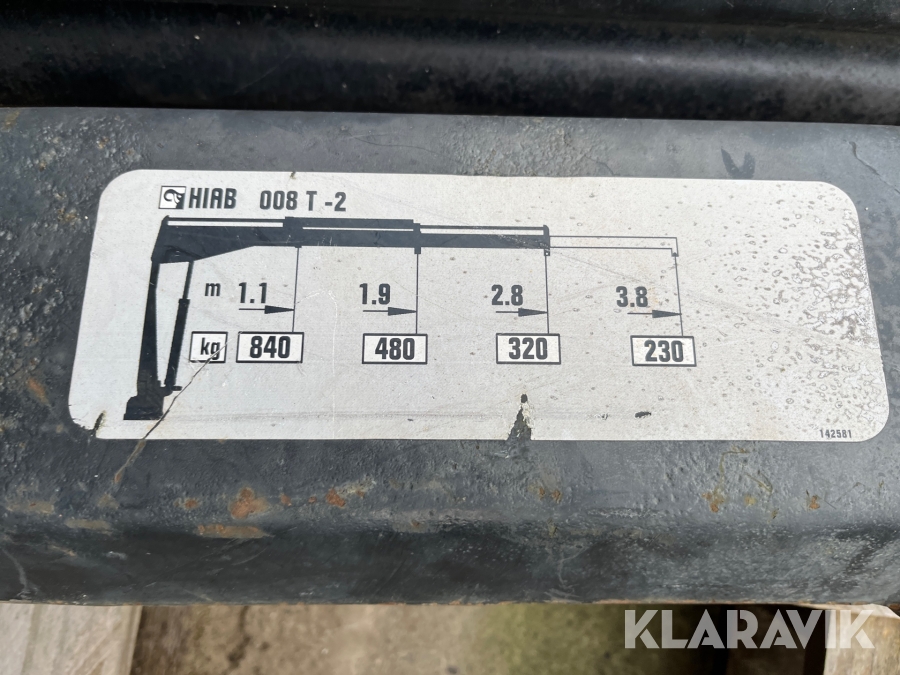 HIAB 008 T -2
m 1.1 1.9 2.8 3.8
kg 840 480 320 230
142581
KLARAVIK